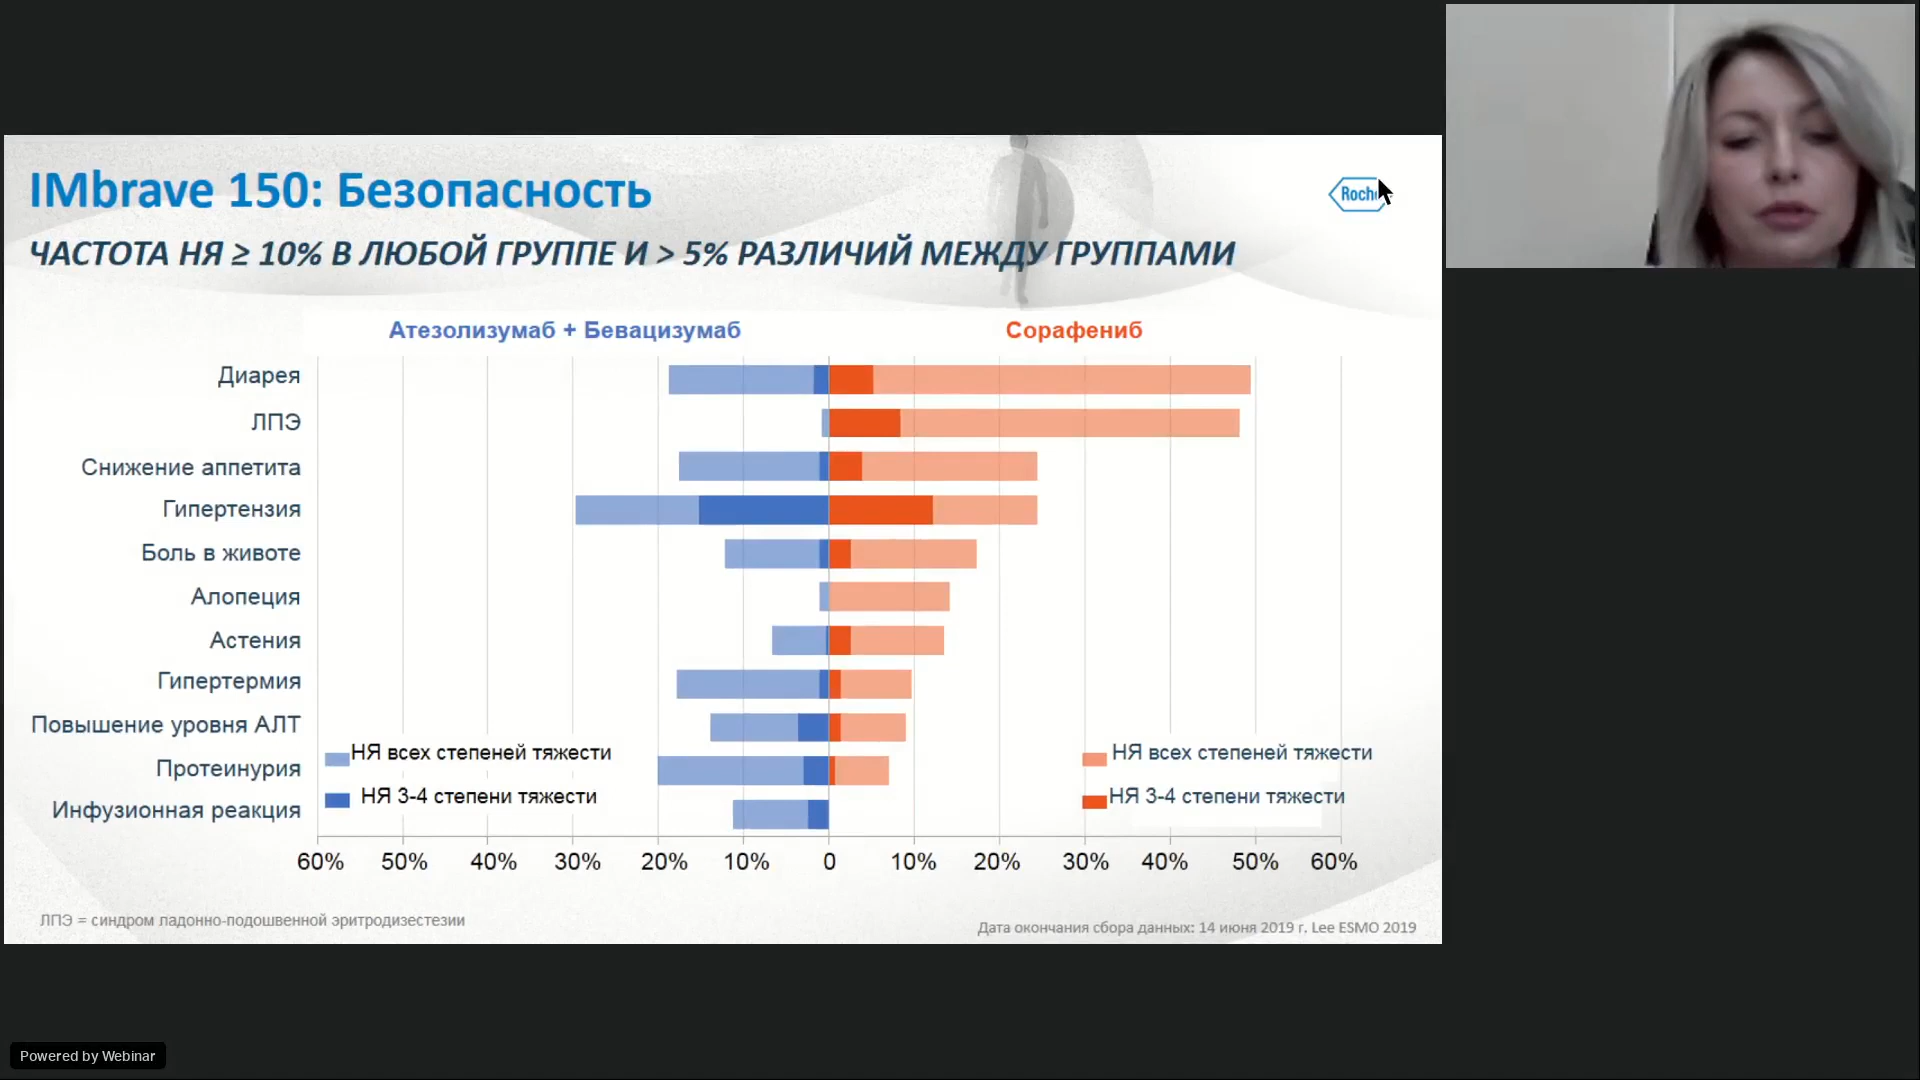 IMbrave 150: Безопасность
Roche
ЧАСТОТА НЯ ≥ 10% В ЛЮБОЙ ГРУППЕ И > 5% РАЗЛИЧИЙ МЕЖДУ ГРУППАМИ
Атезолизумаб + Бевацизумаб
Сорафениб
Диарея
ЛПЭ
Снижение аппетита
Гипертензия
Боль в животе
Алопеция
Астения
Гипертермия
Повышение уровня АЛТ
Протеинурия
Инфузионная реакция
НЯ всех степеней тяжести
НЯ 3-4 степени тяжести
НЯ всех степеней тяжести
НЯ 3-4 степени тяжести
60% 50% 40% 30% 20% 10% 0 10% 20% 30% 40% 50% 60%
ЛПЭ = синдром ладонно-подошвенной эритродизестезии
Дата окончания сбора данных: 14 июня 2019 г. Lee ESMO 2019
Powered by Webinar